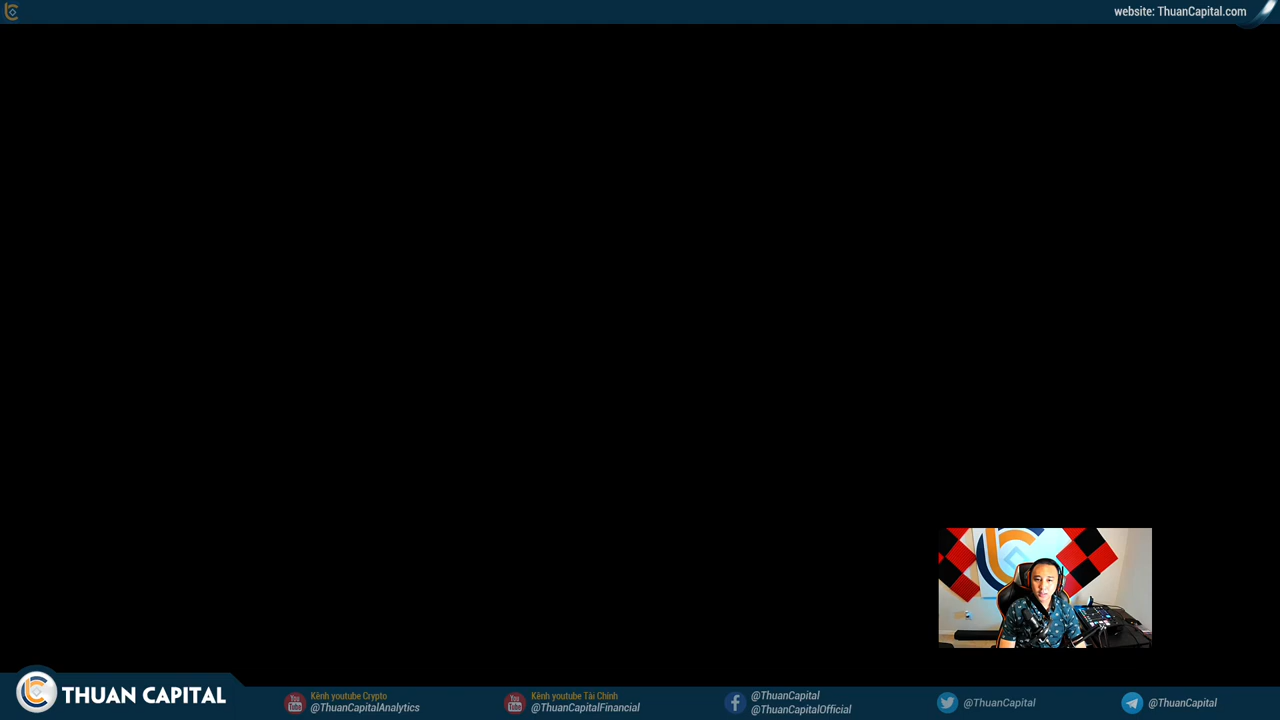 website: ThuanCapital.com
THUAN CAPITAL
Kênh youtube Crypto
@ThuanCapitalAnalytics
Kênh youtube Tài Chính
@ThuanCapitalFinancial
@ThuanCapital
@ThuanCapitalOfficial
@ThuanCapital
@ThuanCapital